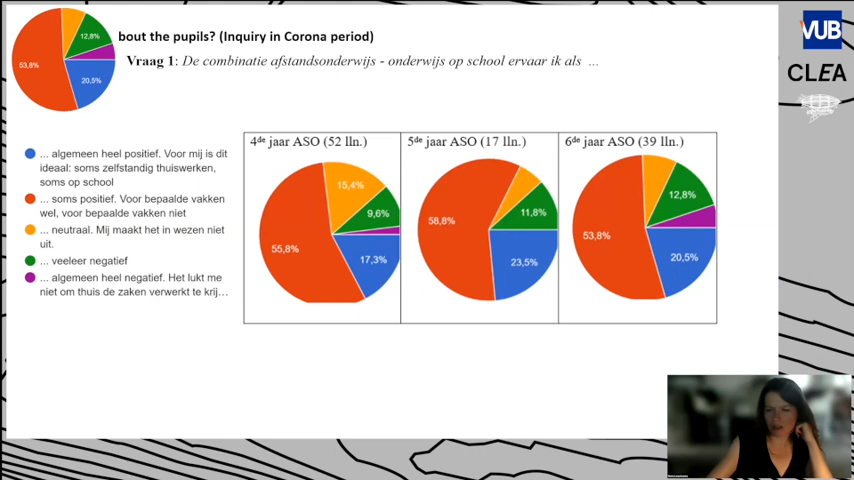 bout the pupils? (Inquiry in Corona period)
Vraag 1: De combinatie afstandsonderwijs - onderwijs op school ervaar ik als ...
12,8%
53,8%
20,5%
VUB
CLEA
... algemeen heel positief. Voor mij is dit
ideaal: soms zelfstandig thuiswerken,
soms op school
... soms positief. Voor bepaalde vakken
wel, voor bepaalde vakken niet
... neutraal. Mij maakt het in wezen niet
uit.
... veeleer negatief
... algemeen heel negatief. Het lukt me
niet om thuis de zaken verwerkt te krij...
4de jaar ASO (52 lln.)
15,4%
9,6%
55,8%
17,3%
5de jaar ASO (17 lln.)
58,8%
11,8%
23,5%
6de jaar ASO (39 lln.)
12,8%
53,8%
20,5%